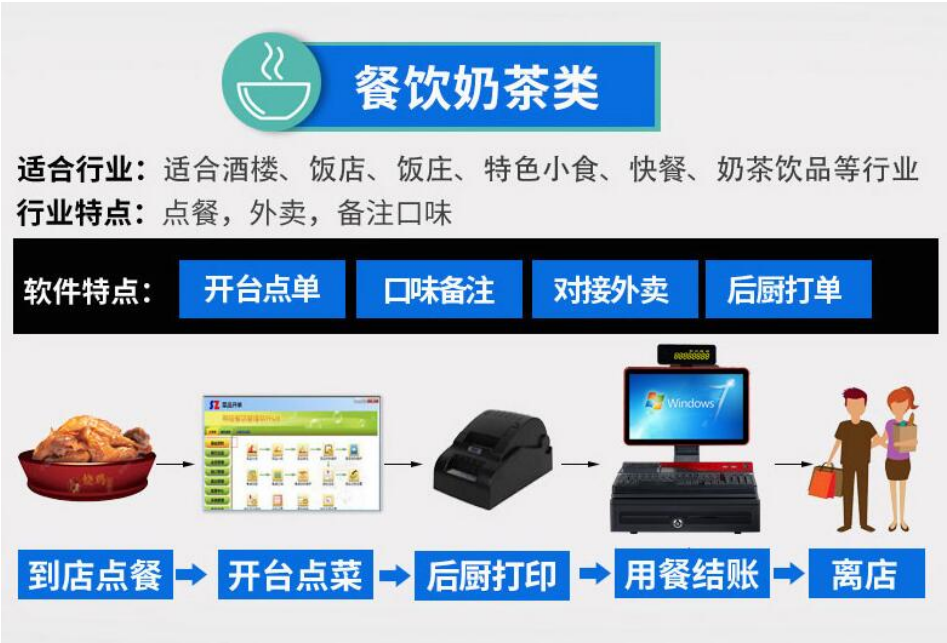 餐饮奶茶类
适合行业：适合酒楼、饭店、饭庄、特色小食、快餐、奶茶饮品等行业
行业特点：点餐，外卖，备注口味
软件特点： 开台点单 口味备注 对接外卖 后厨打单
88888888
Windows 7
到店点餐 开台点菜 后厨打印 用餐结账 离店